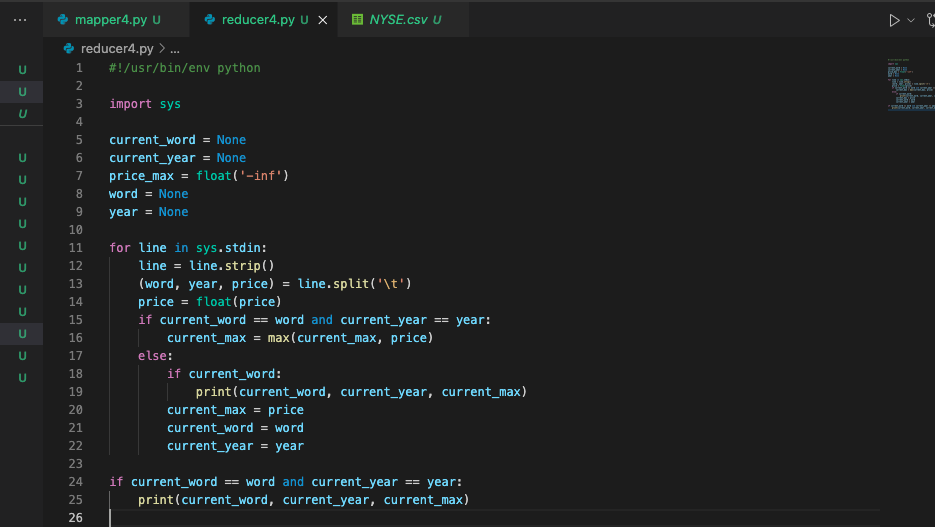 ... mapper4.py U reducer4.py U × NYSE.csv U
reducer4.py > ...
U
U
U
U
U
U
U
U
U
U
U
U
U
U
1 #!/usr/bin/env python
2
3 import sys
4
5 current_word = None
6 current_year = None
7 price_max = float('-inf')
8 word = None
9 year = None
10
11 for line in sys.stdin:
12     line = line.strip()
13     (word, year, price) = line.split('\t')
14     price = float(price)
15     if current_word == word and current_year == year:
16         current_max = max(current_max, price)
17     else:
18         if current_word:
19             print(current_word, current_year, current_max)
20         current_max = price
21         current_word = word
22         current_year = year
23
24 if current_word == word and current_year == year:
25     print(current_word, current_year, current_max)
26